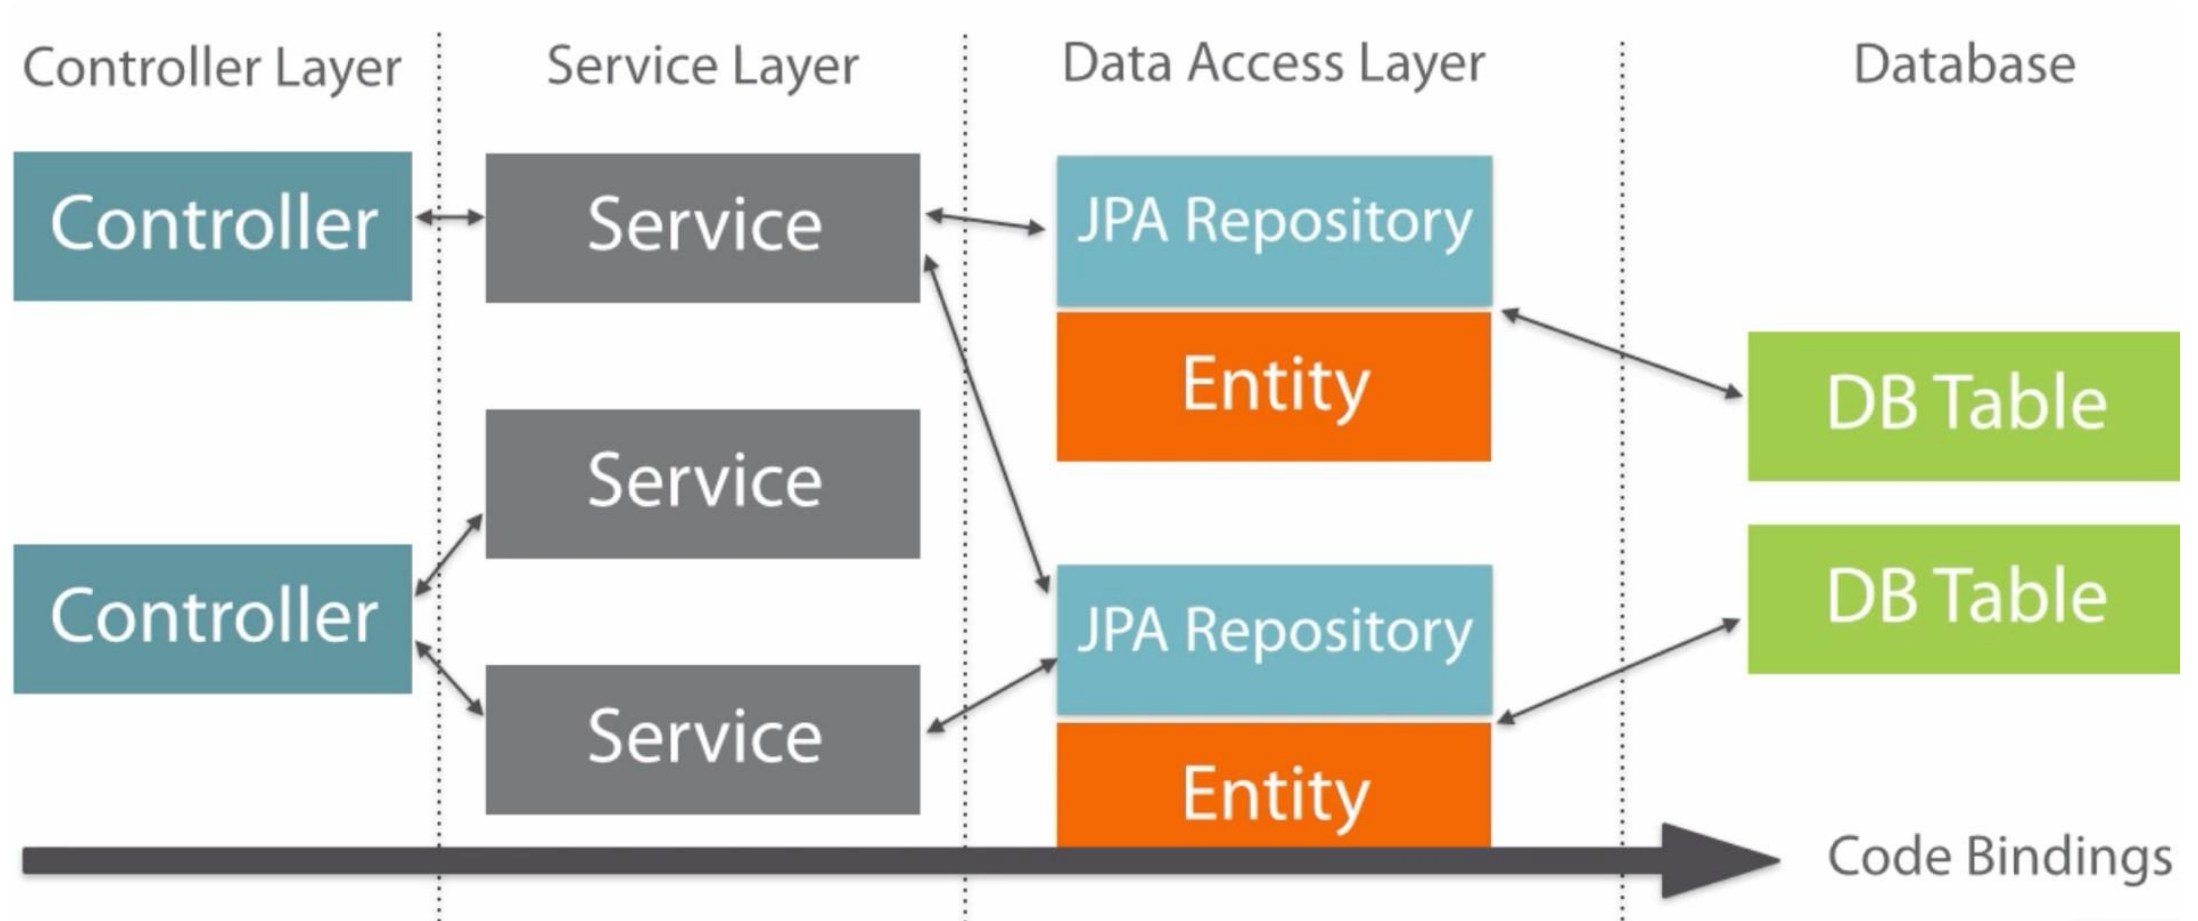 Controller Layer
Service Layer
Data Access Layer
Database
Controller
Service
JPA Repository
Entity
DB Table
Service
Controller
DB Table
JPA Repository
Service
Entity
Code Bindings